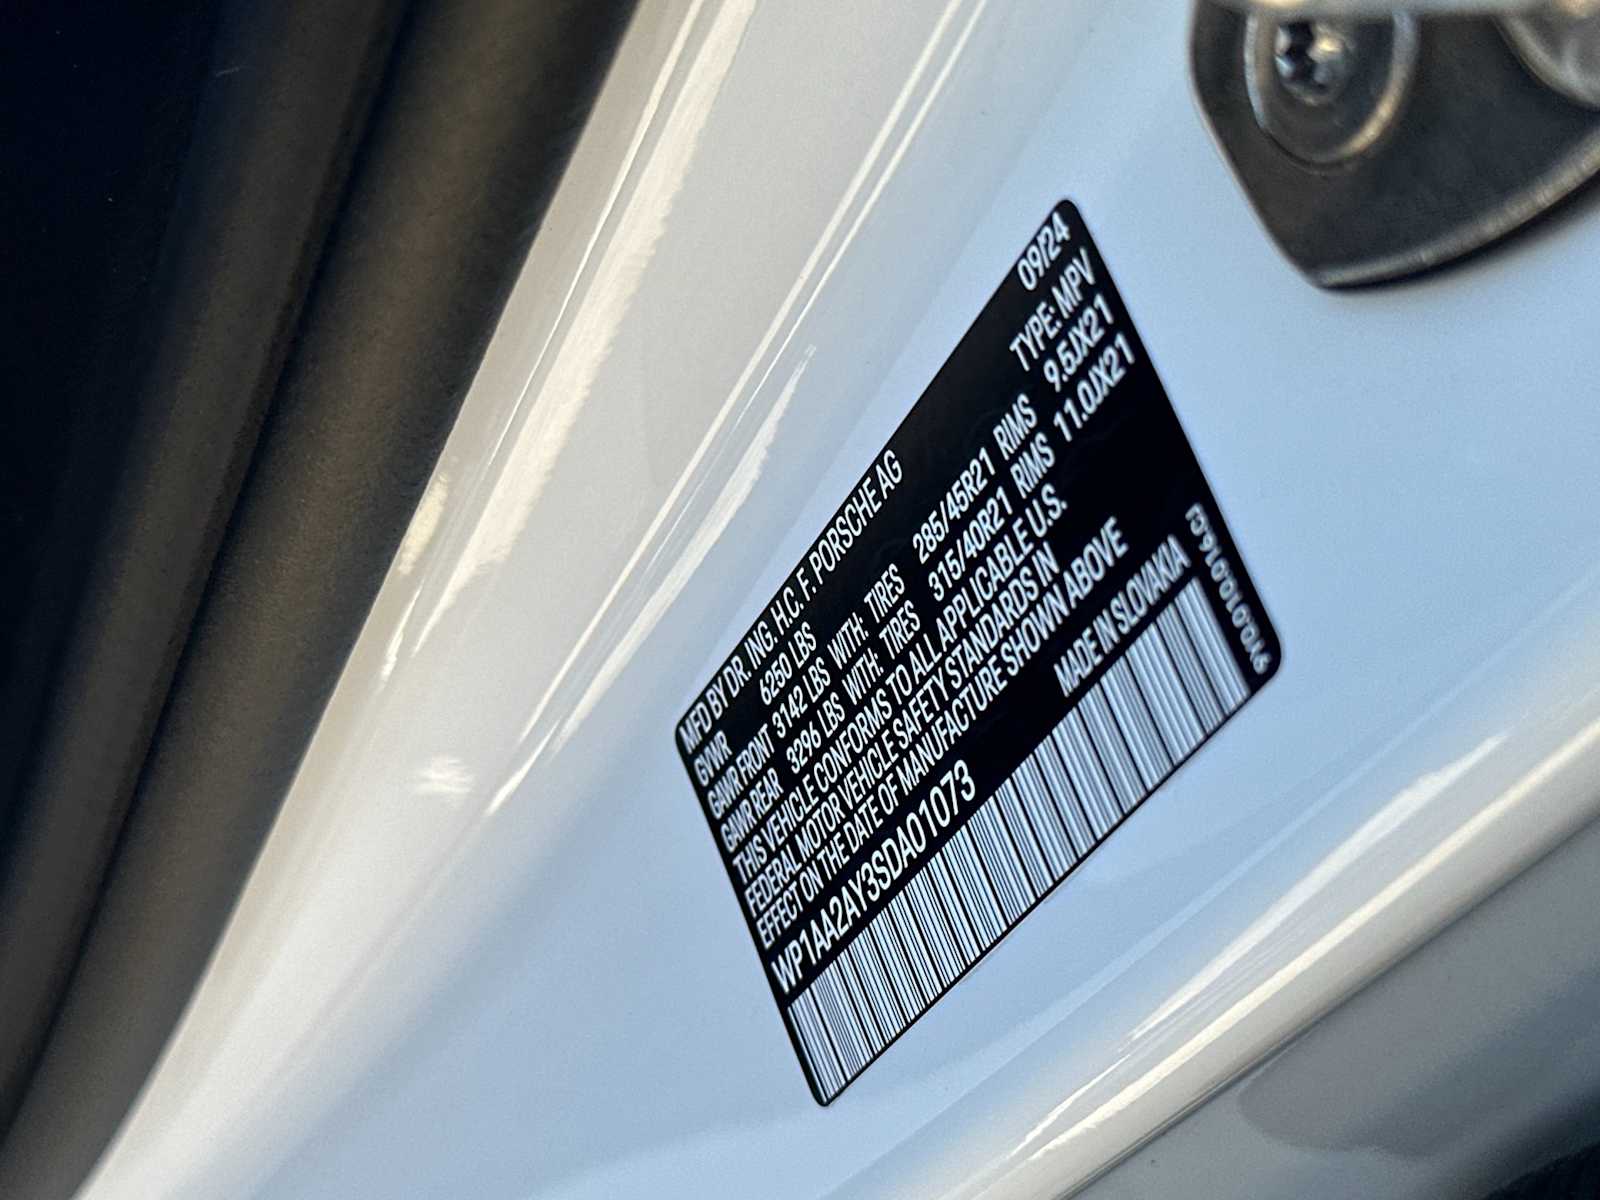 MFD BY DR. ING. H.C. F. PORSCHE AG 09/24
GVWR 6250 LBS TYPE: MPV
GAWR FRONT 3142 LBS WITH: TIRES 285/45R21 RIMS 9.5JX21
GAWR REAR 3296 LBS WITH: TIRES 315/40R21 RIMS 11.0JX21
THIS VEHICLE CONFORMS TO ALL APPLICABLE U.S.
FEDERAL MOTOR VEHICLE SAFETY STANDARDS IN
EFFECT ON THE DATE OF MANUFACTURE SHOWN ABOVE
WP1AA2AY3SDA01073 MADE IN SLOVAKIA